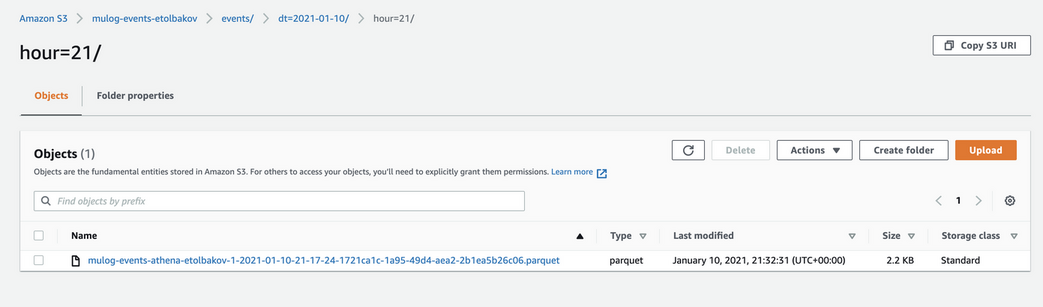 Amazon S3 > mulog-events-etolbakov > events/ > dt=2021-01-10/ > hour=21/
hour=21/
Copy S3 URI
Objects
Folder properties
Objects (1)
Delete
Actions
Create folder
Upload
Objects are the fundamental entities stored in Amazon S3. For others to access your objects, you'll need to explicitly grant them permissions. Learn more
Find objects by prefix
1
Name Type Last modified Size Storage class
mulog-events-athena-etolbakov-1-2021-01-10-21-17-24-1721ca1c-1a95-49d4-aea2-2b1ea5b26c06.parquet parquet January 10, 2021, 21:32:31 (UTC+00:00) 2.2 KB Standard